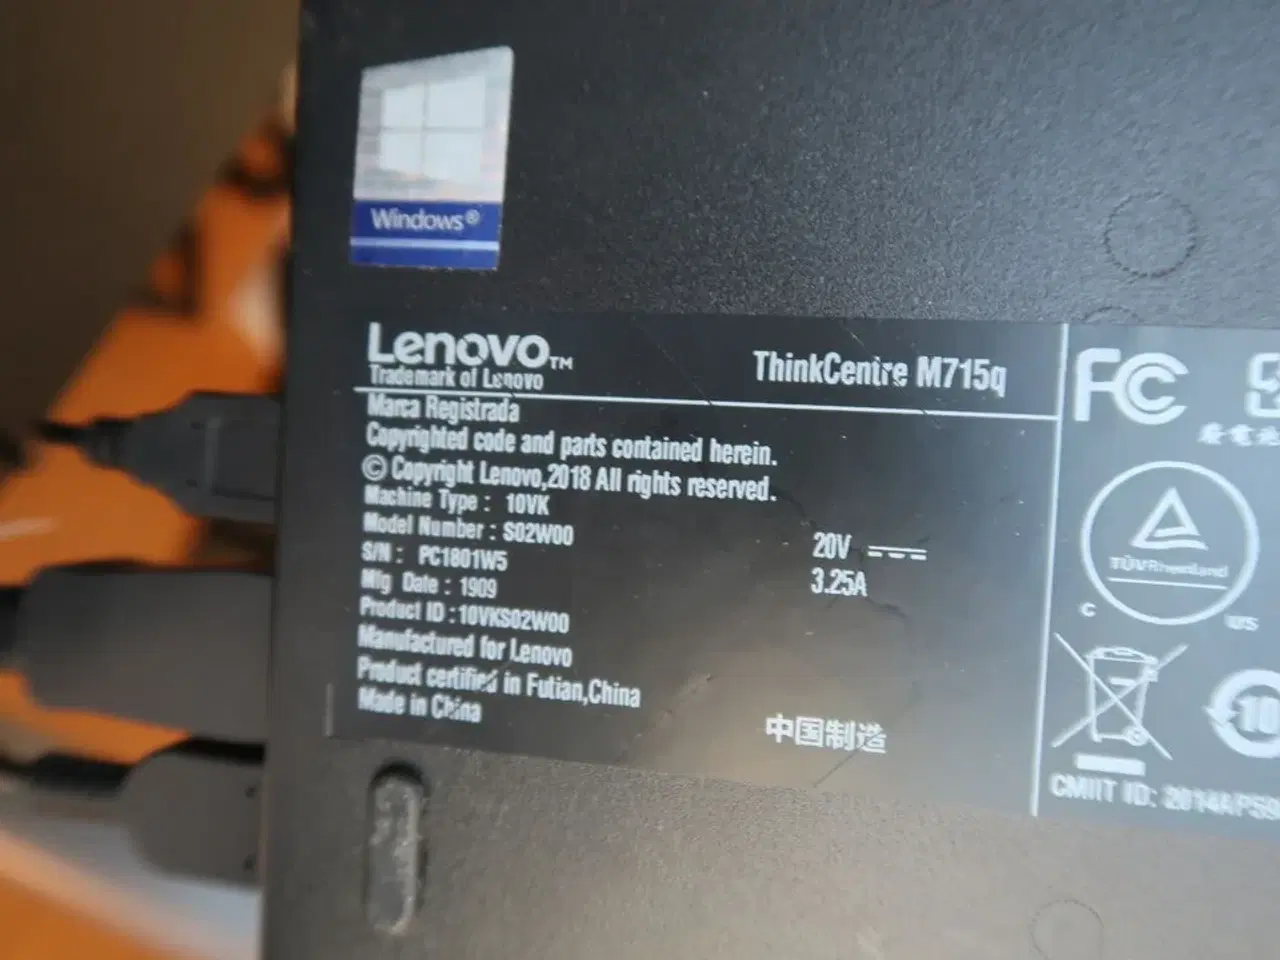 Windows®
Lenovo™
Trademark of Lenovo
ThinkCentre M715q
Marca Registrada
Copyrighted code and parts contained herein.
© Copyright Lenovo,2018 All rights reserved.
Machine Type : 10VK
Model Number : S02W00
S/N : PC1801W5
Mfg Date : 1909
Product ID :10VKS02W00
Manufactured for Lenovo
Product certified in Futian,China
Made in China
20V
3.25A
中国制造
FC
TÜVRheinland
C US
10
CMIIT ID: 2014AP59